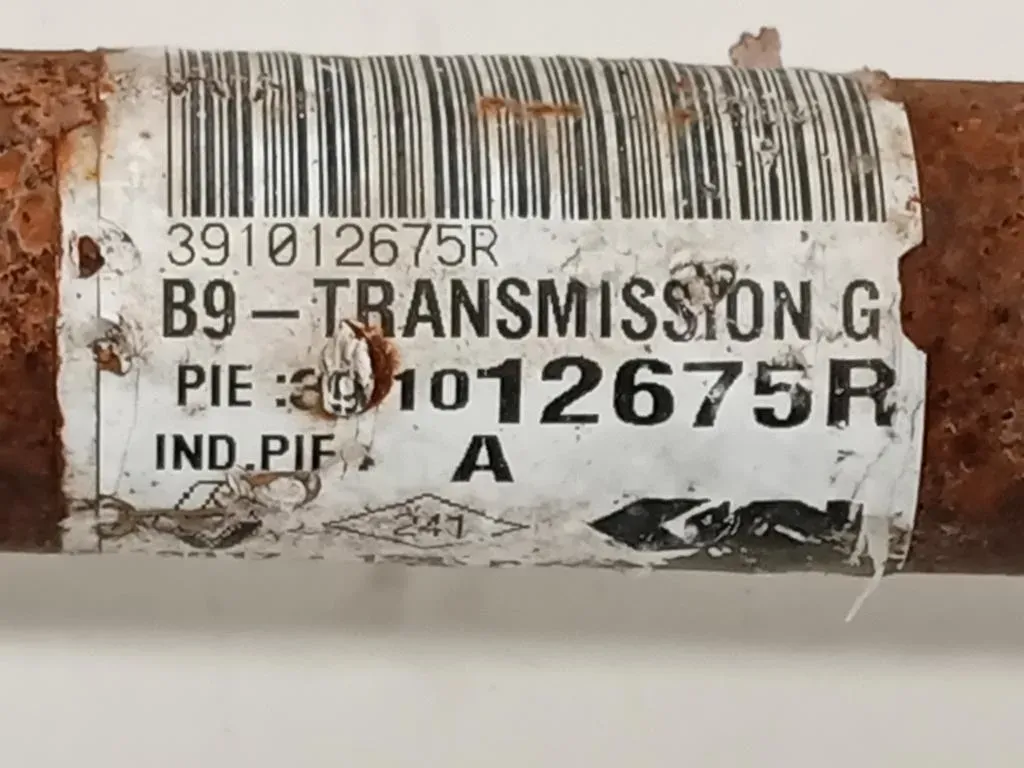 391012675R
B9-TRANSMISSION G
PIE :391012675R
IND.PIE: A
241